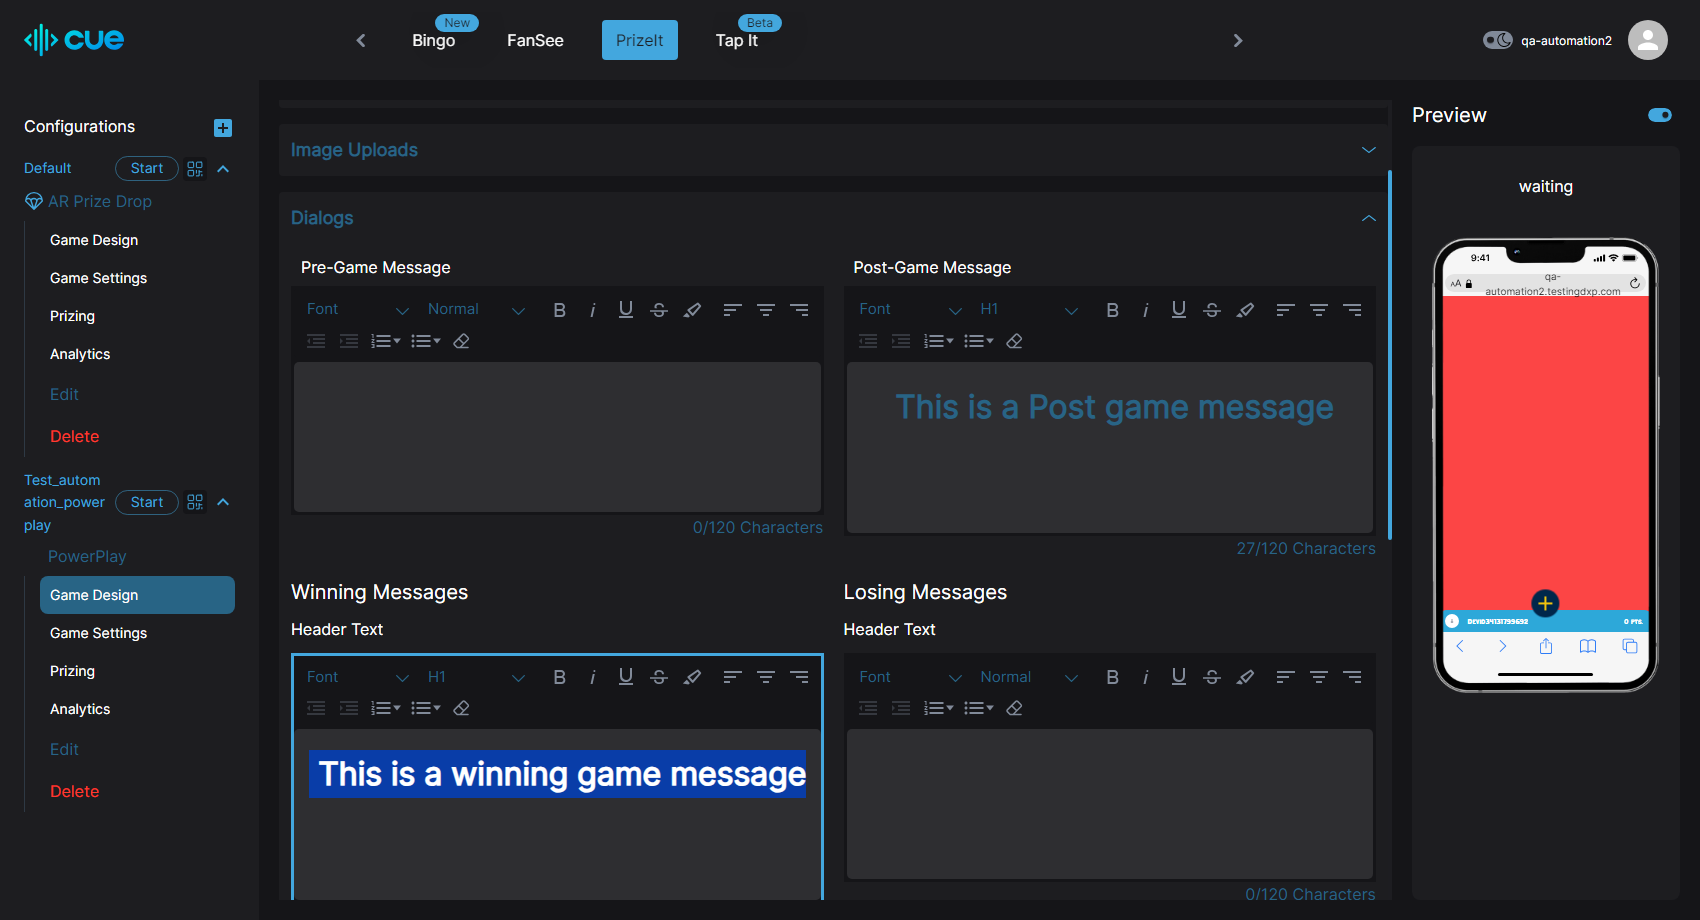 cue
New
Bingo
FanSee
PrizeIt
Beta
Tap It
qa-automation2
Configurations
Default
Start
AR Prize Drop
Game Design
Game Settings
Prizing
Analytics
Edit
Delete
Test_autom
ation_power
play
Start
PowerPlay
Game Design
Game Settings
Prizing
Analytics
Edit
Delete
Image Uploads
Dialogs
Pre-Game Message
Font
Normal
B i U S
0/120 Characters
Post-Game Message
Font
H1
B i U S
This is a Post game message
27/120 Characters
Winning Messages
Header Text
Font
H1
B i U S
This is a winning game message
Losing Messages
Header Text
Font
Normal
B i U S
0/120 Characters
Preview
waiting
9:41
AA
qa-
automation2.testingdxp.com
0 PTS.